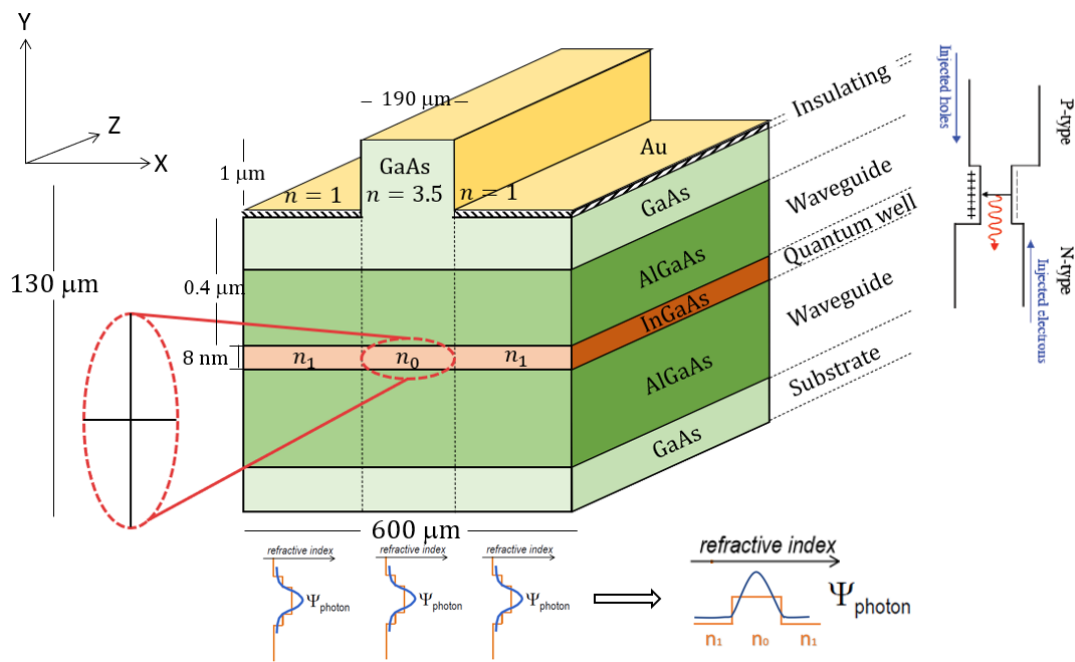 Y
Z
X
190 μm
1 μm
GaAs
n = 1
n = 3.5
n = 1
Au
Insulating
GaAs
Waveguide
AlGaAs
Quantum well
InGaAs
Waveguide
AlGaAs
Substrate
GaAs
130 μm
0.4 μm
8 nm
n₁
n₀
n₁
600 μm
Injected holes
P-type
++++
N-type
Injected electrons
refractive index
Ψphoton
refractive index
Ψphoton
refractive index
Ψphoton
refractive index
Ψphoton
n₁
n₀
n₁